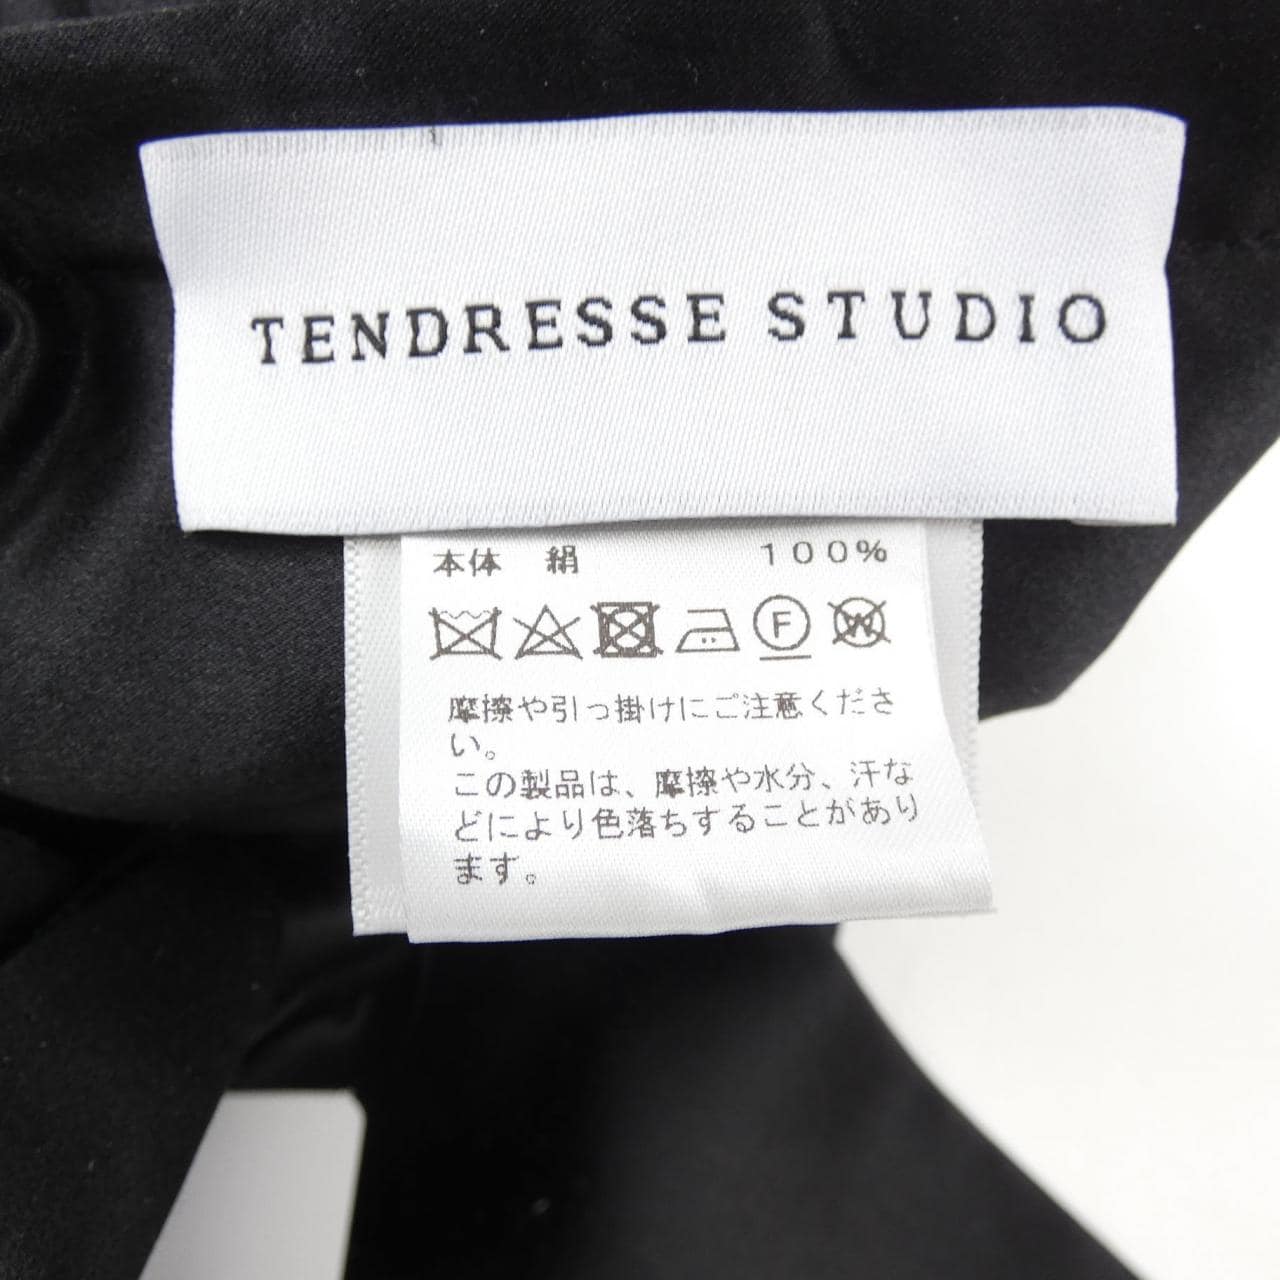 TENDRESSE STUDIO
本体 絹 100%
F W
摩擦や引っ掛けにご注意くださ
い。
この製品は、摩擦や水分、汗な
どにより色落ちすることがあり
ます。